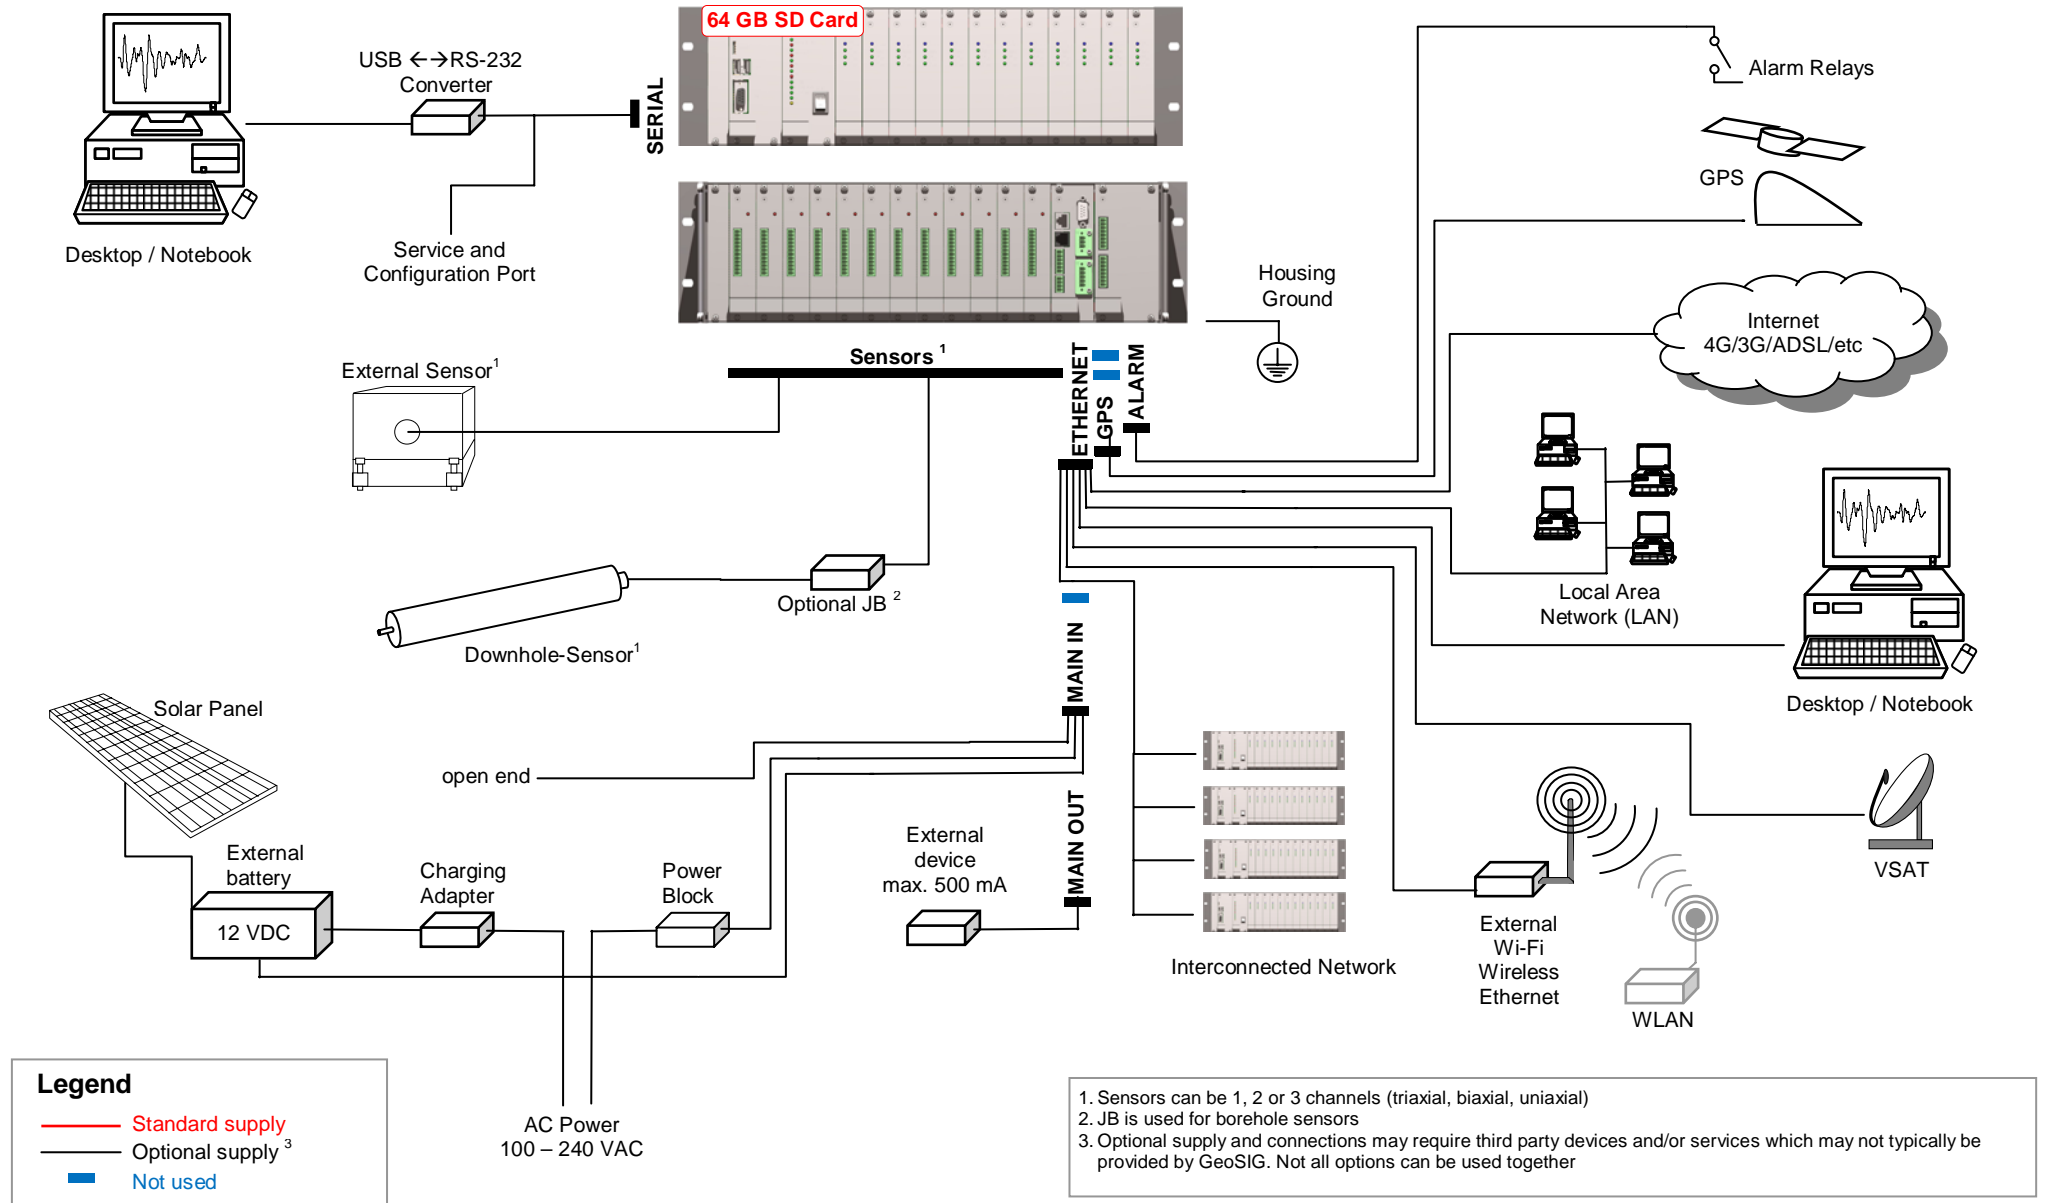 64 GB SD Card
USB ←→RS-232
Converter
SERIAL
Desktop / Notebook
Service and
Configuration Port
Alarm Relays
GPS
Housing
Ground
Internet
4G/3G/ADSL/etc
Sensors 1
External Sensor1
ETHERNET
GPS
ALARM
Optional JB 2
Downhole-Sensor1
Local Area
Network (LAN)
Desktop / Notebook
MAIN IN
Solar Panel
open end
External
battery
12 VDC
Charging
Adapter
Power
Block
External
device
max. 500 mA
MAIN OUT
Interconnected Network
External
Wi-Fi
Wireless
Ethernet
WLAN
VSAT
AC Power
100 – 240 VAC
Legend
Standard supply
Optional supply 3
Not used
1. Sensors can be 1, 2 or 3 channels (triaxial, biaxial, uniaxial)
2. JB is used for borehole sensors
3. Optional supply and connections may require third party devices and/or services which may not typically be
provided by GeoSIG. Not all options can be used together